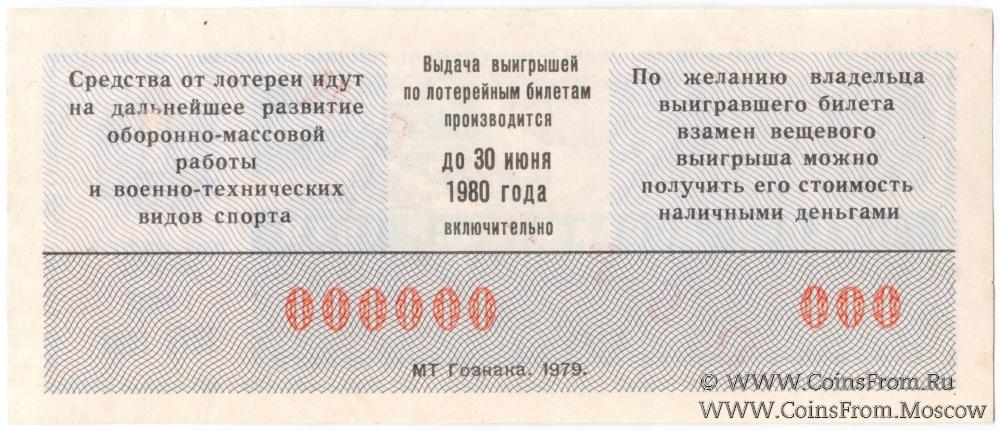 Средства от лотереи идут
на дальнейшее развитие
оборонно-массовой
работы
и военно-технических
видов спорта
Выдача выигрышей
по лотерейным билетам
производится
до 30 июня
1980 года
включительно
По желанию владельца
выигравшего билета
взамен вещевого
выигрыша можно
получить его стоимость
наличными деньгами
000000 000
МТ Гознака. 1979.
© WWW.CoinsFrom.Ru
WWW.CoinsFrom.Moscow